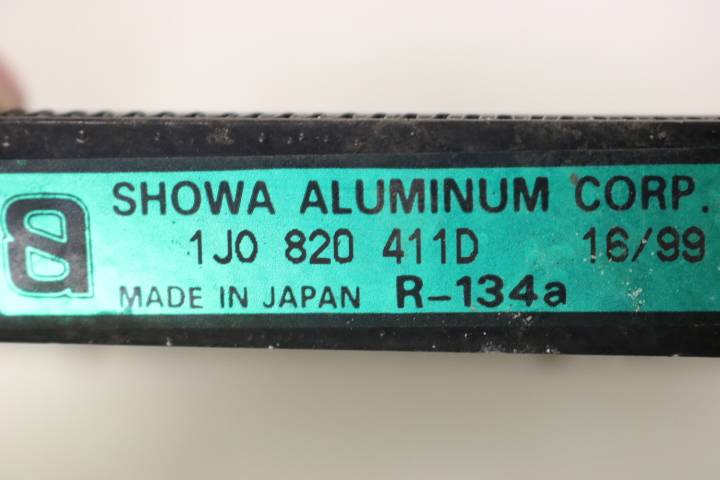 SHOWA ALUMINUM CORP.
1J0 820 411D 16/99
MADE IN JAPAN R-134a